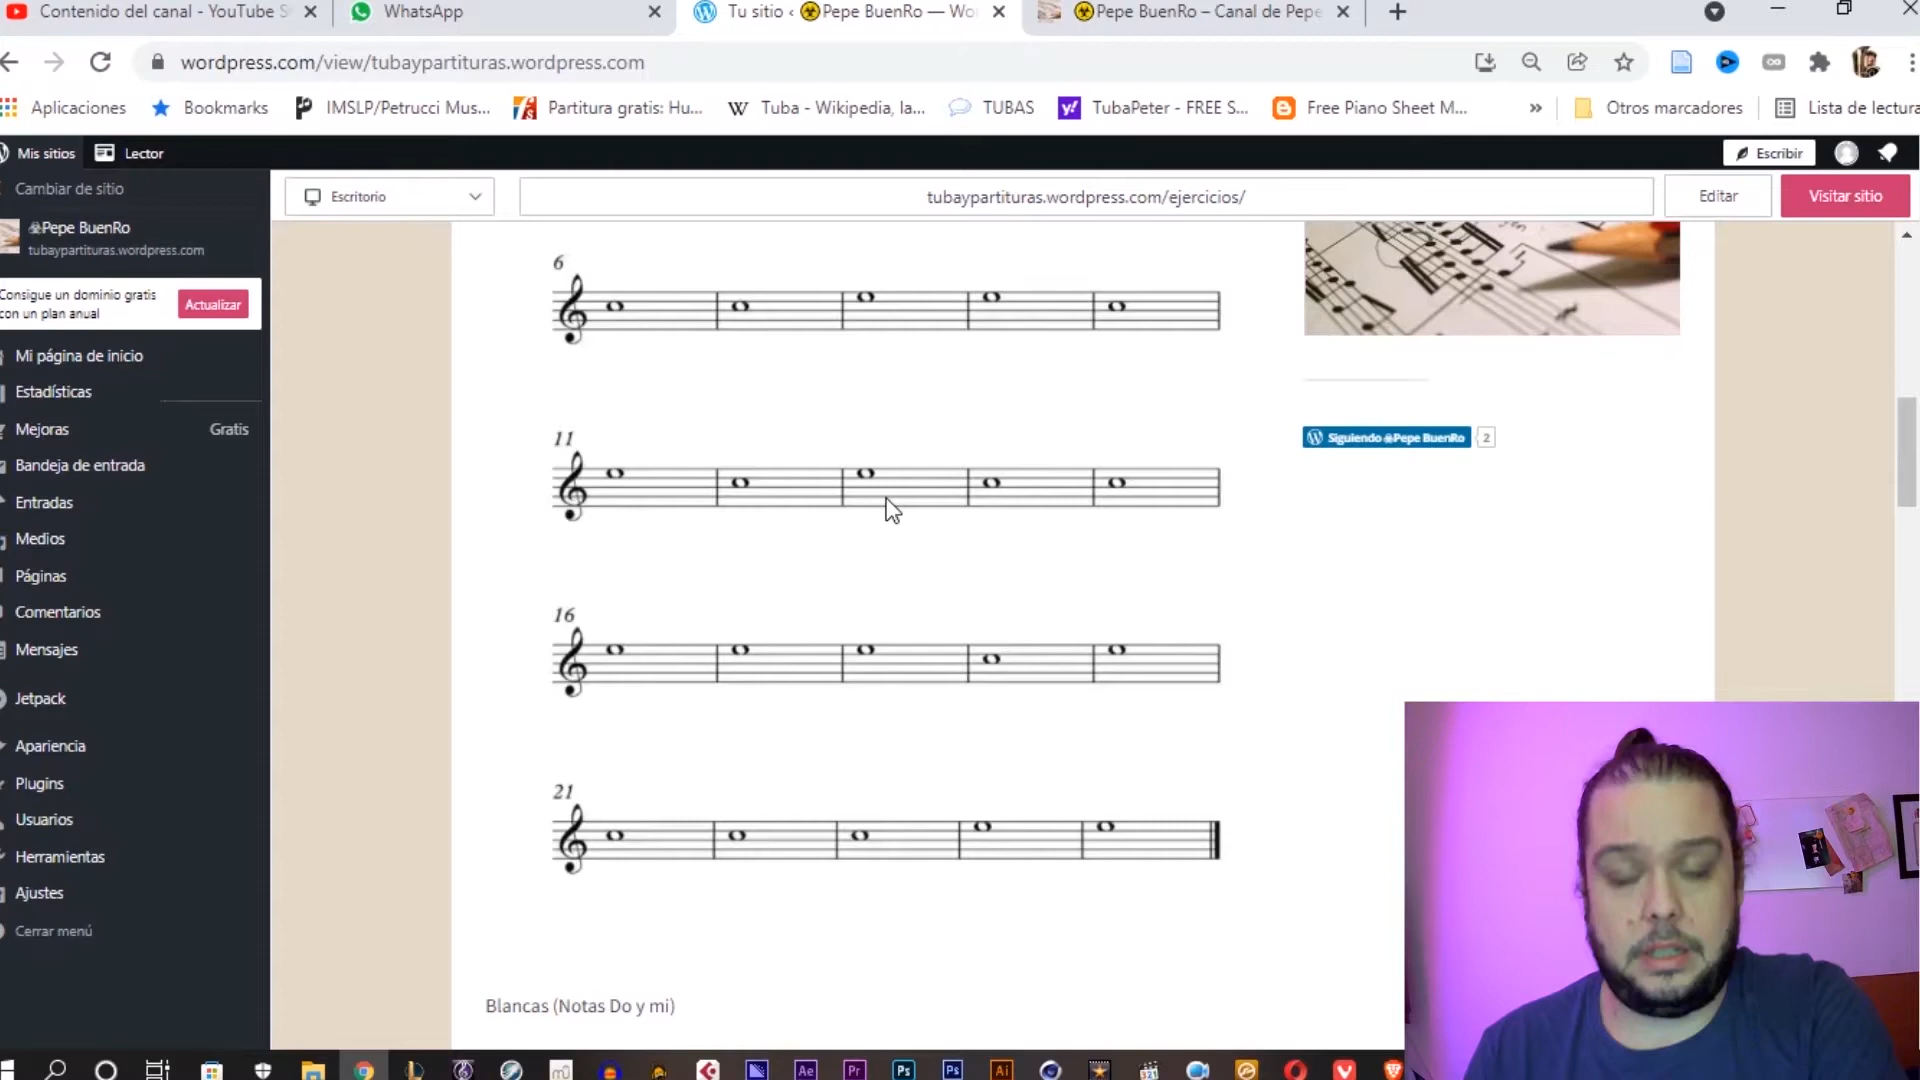 Contenido del canal - YouTube S
WhatsApp
Tu sitio ‹ Pepe BuenRo — Wo
Pepe BuenRo – Canal de Pepe
wordpress.com/view/tubaypartituras.wordpress.com
Aplicaciones
Bookmarks
IMSLP/Petrucci Mus...
Partitura gratis: Hu...
Tuba - Wikipedia, la...
TUBAS
TubaPeter - FREE S...
Free Piano Sheet M...
»
Otros marcadores
Lista de lectura
Mis sitios
Lector
Escribir
Cambiar de sitio
Escritorio
tubaypartituras.wordpress.com/ejercicios/
Editar
Visitar sitio
Pepe BuenRo
tubaypartituras.wordpress.com
Consigue un dominio gratis
con un plan anual
Actualizar
Mi página de inicio
Estadísticas
Mejoras
Gratis
Bandeja de entrada
Entradas
Medios
Páginas
Comentarios
Mensajes
Jetpack
Apariencia
Plugins
Usuarios
Herramientas
Ajustes
Cerrar menú
6
11
16
21
Siguiendo Pepe BuenRo
2
Blancas (Notas Do y mi)
Ae
Pr
Ps
Ps
Ai